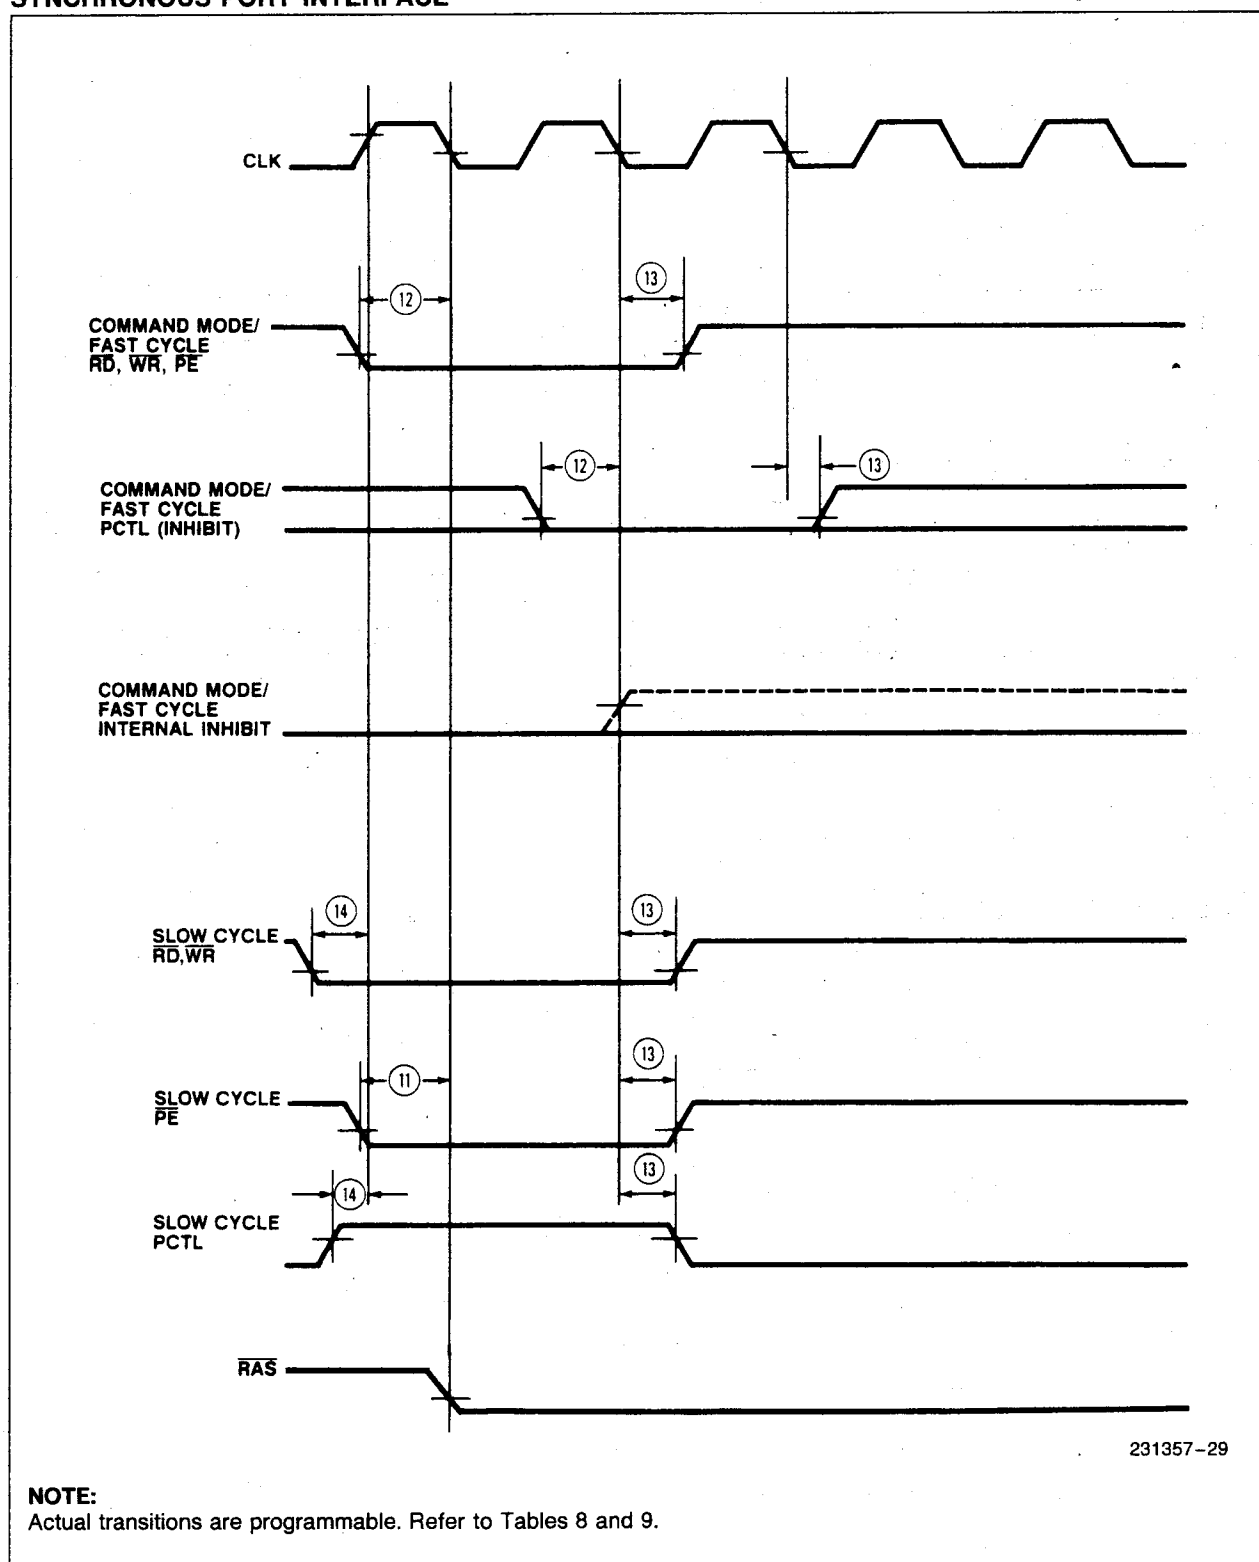 SYNCHRONOUS PORT INTERFACE
CLK
12
13
COMMAND MODE/
FAST CYCLE
RD, WR, PE
12
13
COMMAND MODE/
FAST CYCLE
PCTL (INHIBIT)
COMMAND MODE/
FAST CYCLE
INTERNAL INHIBIT
14
13
SLOW CYCLE
RD,WR
11
13
SLOW CYCLE
PE
14
13
SLOW CYCLE
PCTL
RAS
231357-29
NOTE:
Actual transitions are programmable. Refer to Tables 8 and 9.